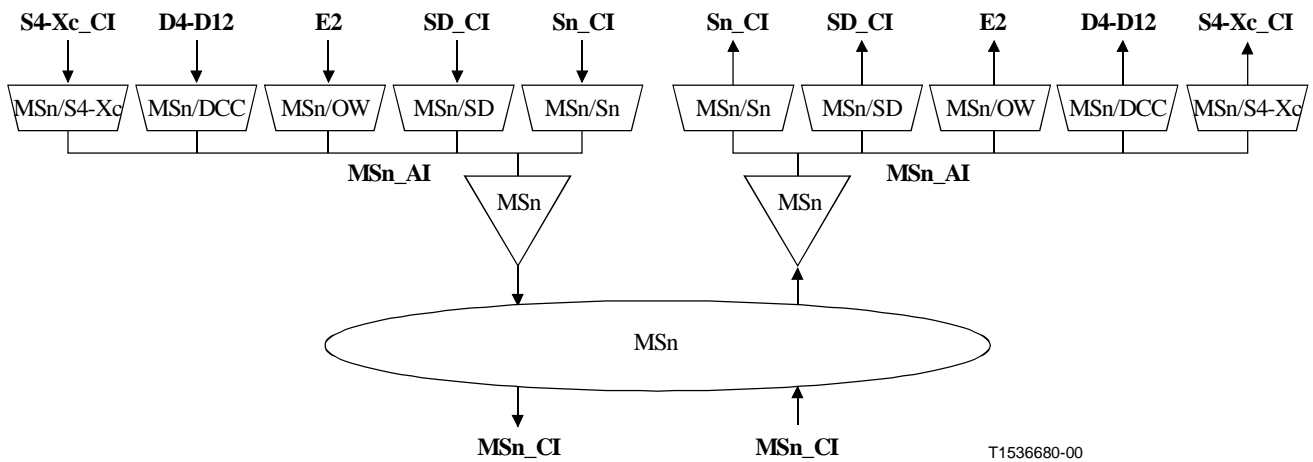 S4-Xc_CI D4-D12 E2 SD_CI Sn_CI Sn_CI SD_CI E2 D4-D12 S4-Xc_CI
MSn/S4-Xc MSn/DCC MSn/OW MSn/SD MSn/Sn MSn/Sn MSn/SD MSn/OW MSn/DCC MSn/S4-Xc
MSn_AI MSn_AI
MSn MSn
MSn
MSn_CI MSn_CI
T1536680-00